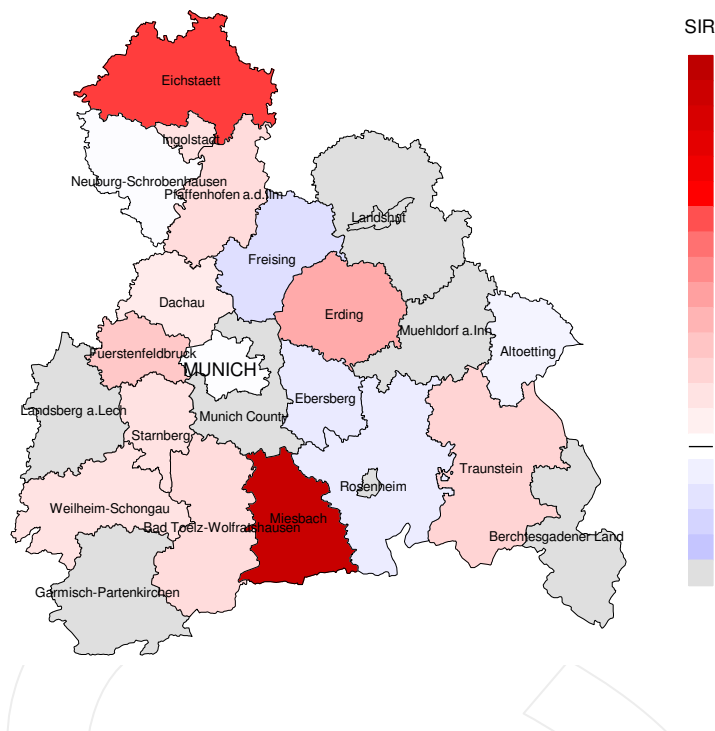 SIR
Eichstaett
Ingolstadt
Neuburg-Schrobenhausen
Pfaffenhofen a.d.Ilm
Landshut
Freising
Dachau
Erding
Muehldorf a.Inn
Altoetting
Fuerstenfeldbruck
MUNICH
Ebersberg
Landsberg a.Lech
Munich County
Starnberg
Traunstein
Rosenheim
Weilheim-Schongau
Miesbach
Bad Toelz-Wolfratshausen
Berchtesgadener Land
Garmisch-Partenkirchen